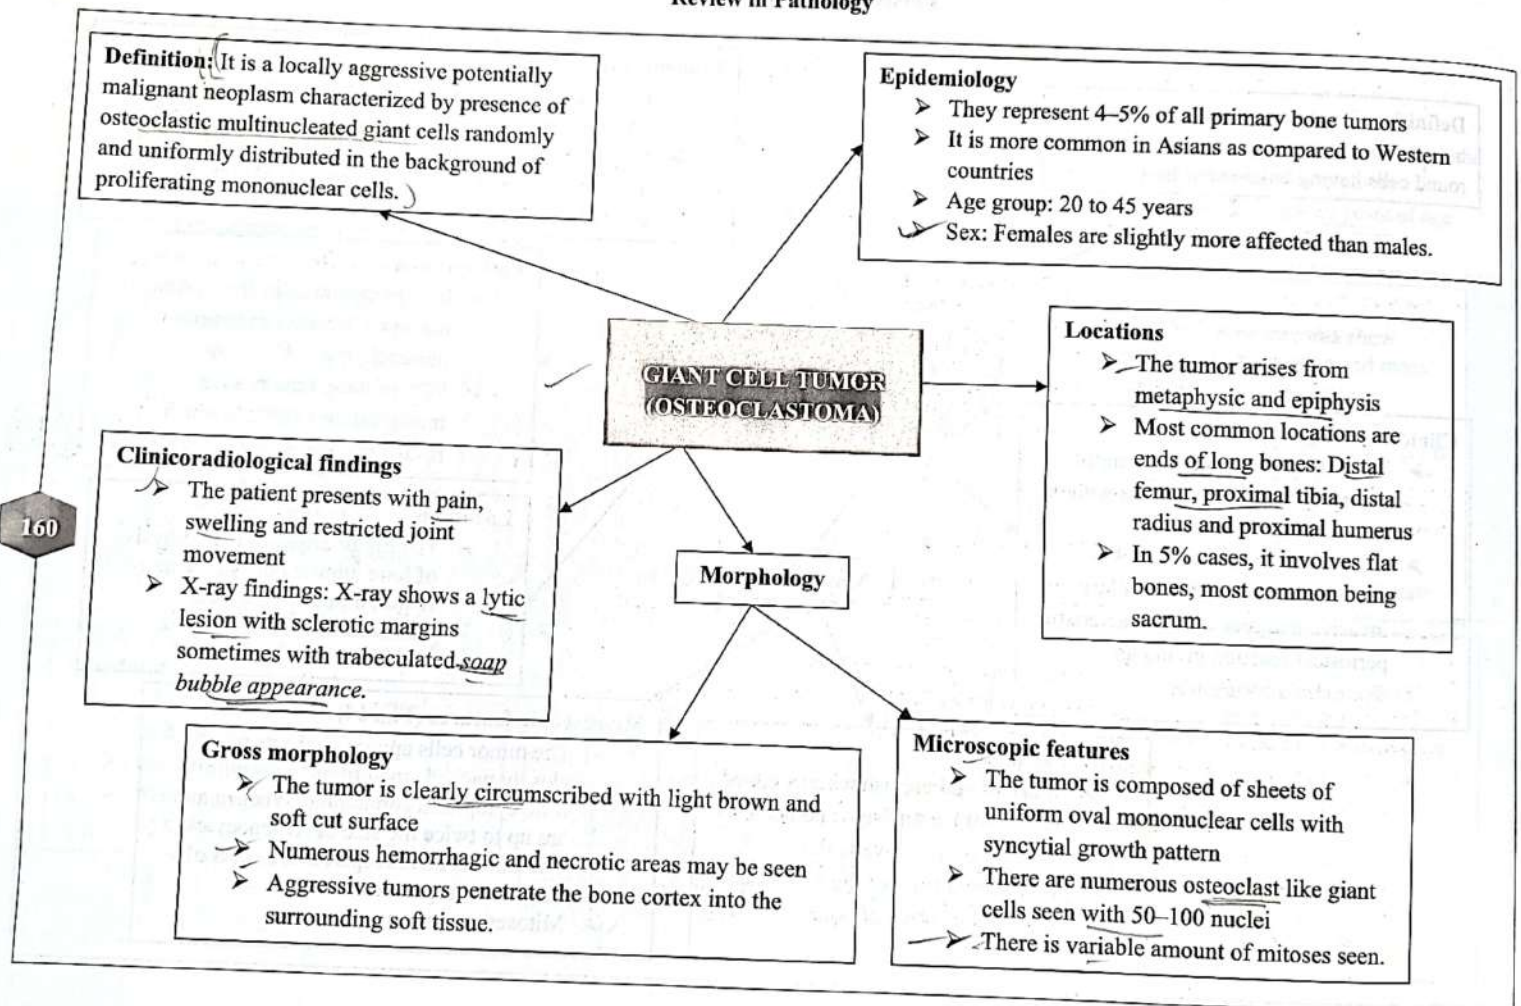 Review in Pathology
Definition: It is a locally aggressive potentially
malignant neoplasm characterized by presence of
osteoclastic multinucleated giant cells randomly
and uniformly distributed in the background of
proliferating mononuclear cells.
Epidemiology
➢ They represent 4–5% of all primary bone tumors
➢ It is more common in Asians as compared to Western
countries
➢ Age group: 20 to 45 years
➢ Sex: Females are slightly more affected than males.
GIANT CELL TUMOR
(OSTEOCLASTOMA)
Locations
➢ The tumor arises from
metaphysic and epiphysis
➢ Most common locations are
ends of long bones: Distal
femur, proximal tibia, distal
radius and proximal humerus
➢ In 5% cases, it involves flat
bones, most common being
sacrum.
Clinicoradiological findings
➢ The patient presents with pain,
swelling and restricted joint
movement
➢ X-ray findings: X-ray shows a lytic
lesion with sclerotic margins
sometimes with trabeculated soap
bubble appearance.
160
Morphology
Gross morphology
➢ The tumor is clearly circumscribed with light brown and
soft cut surface
➢ Numerous hemorrhagic and necrotic areas may be seen
➢ Aggressive tumors penetrate the bone cortex into the
surrounding soft tissue.
Microscopic features
➢ The tumor is composed of sheets of
uniform oval mononuclear cells with
syncytial growth pattern
➢ There are numerous osteoclast like giant
cells seen with 50–100 nuclei
➢ There is variable amount of mitoses seen.